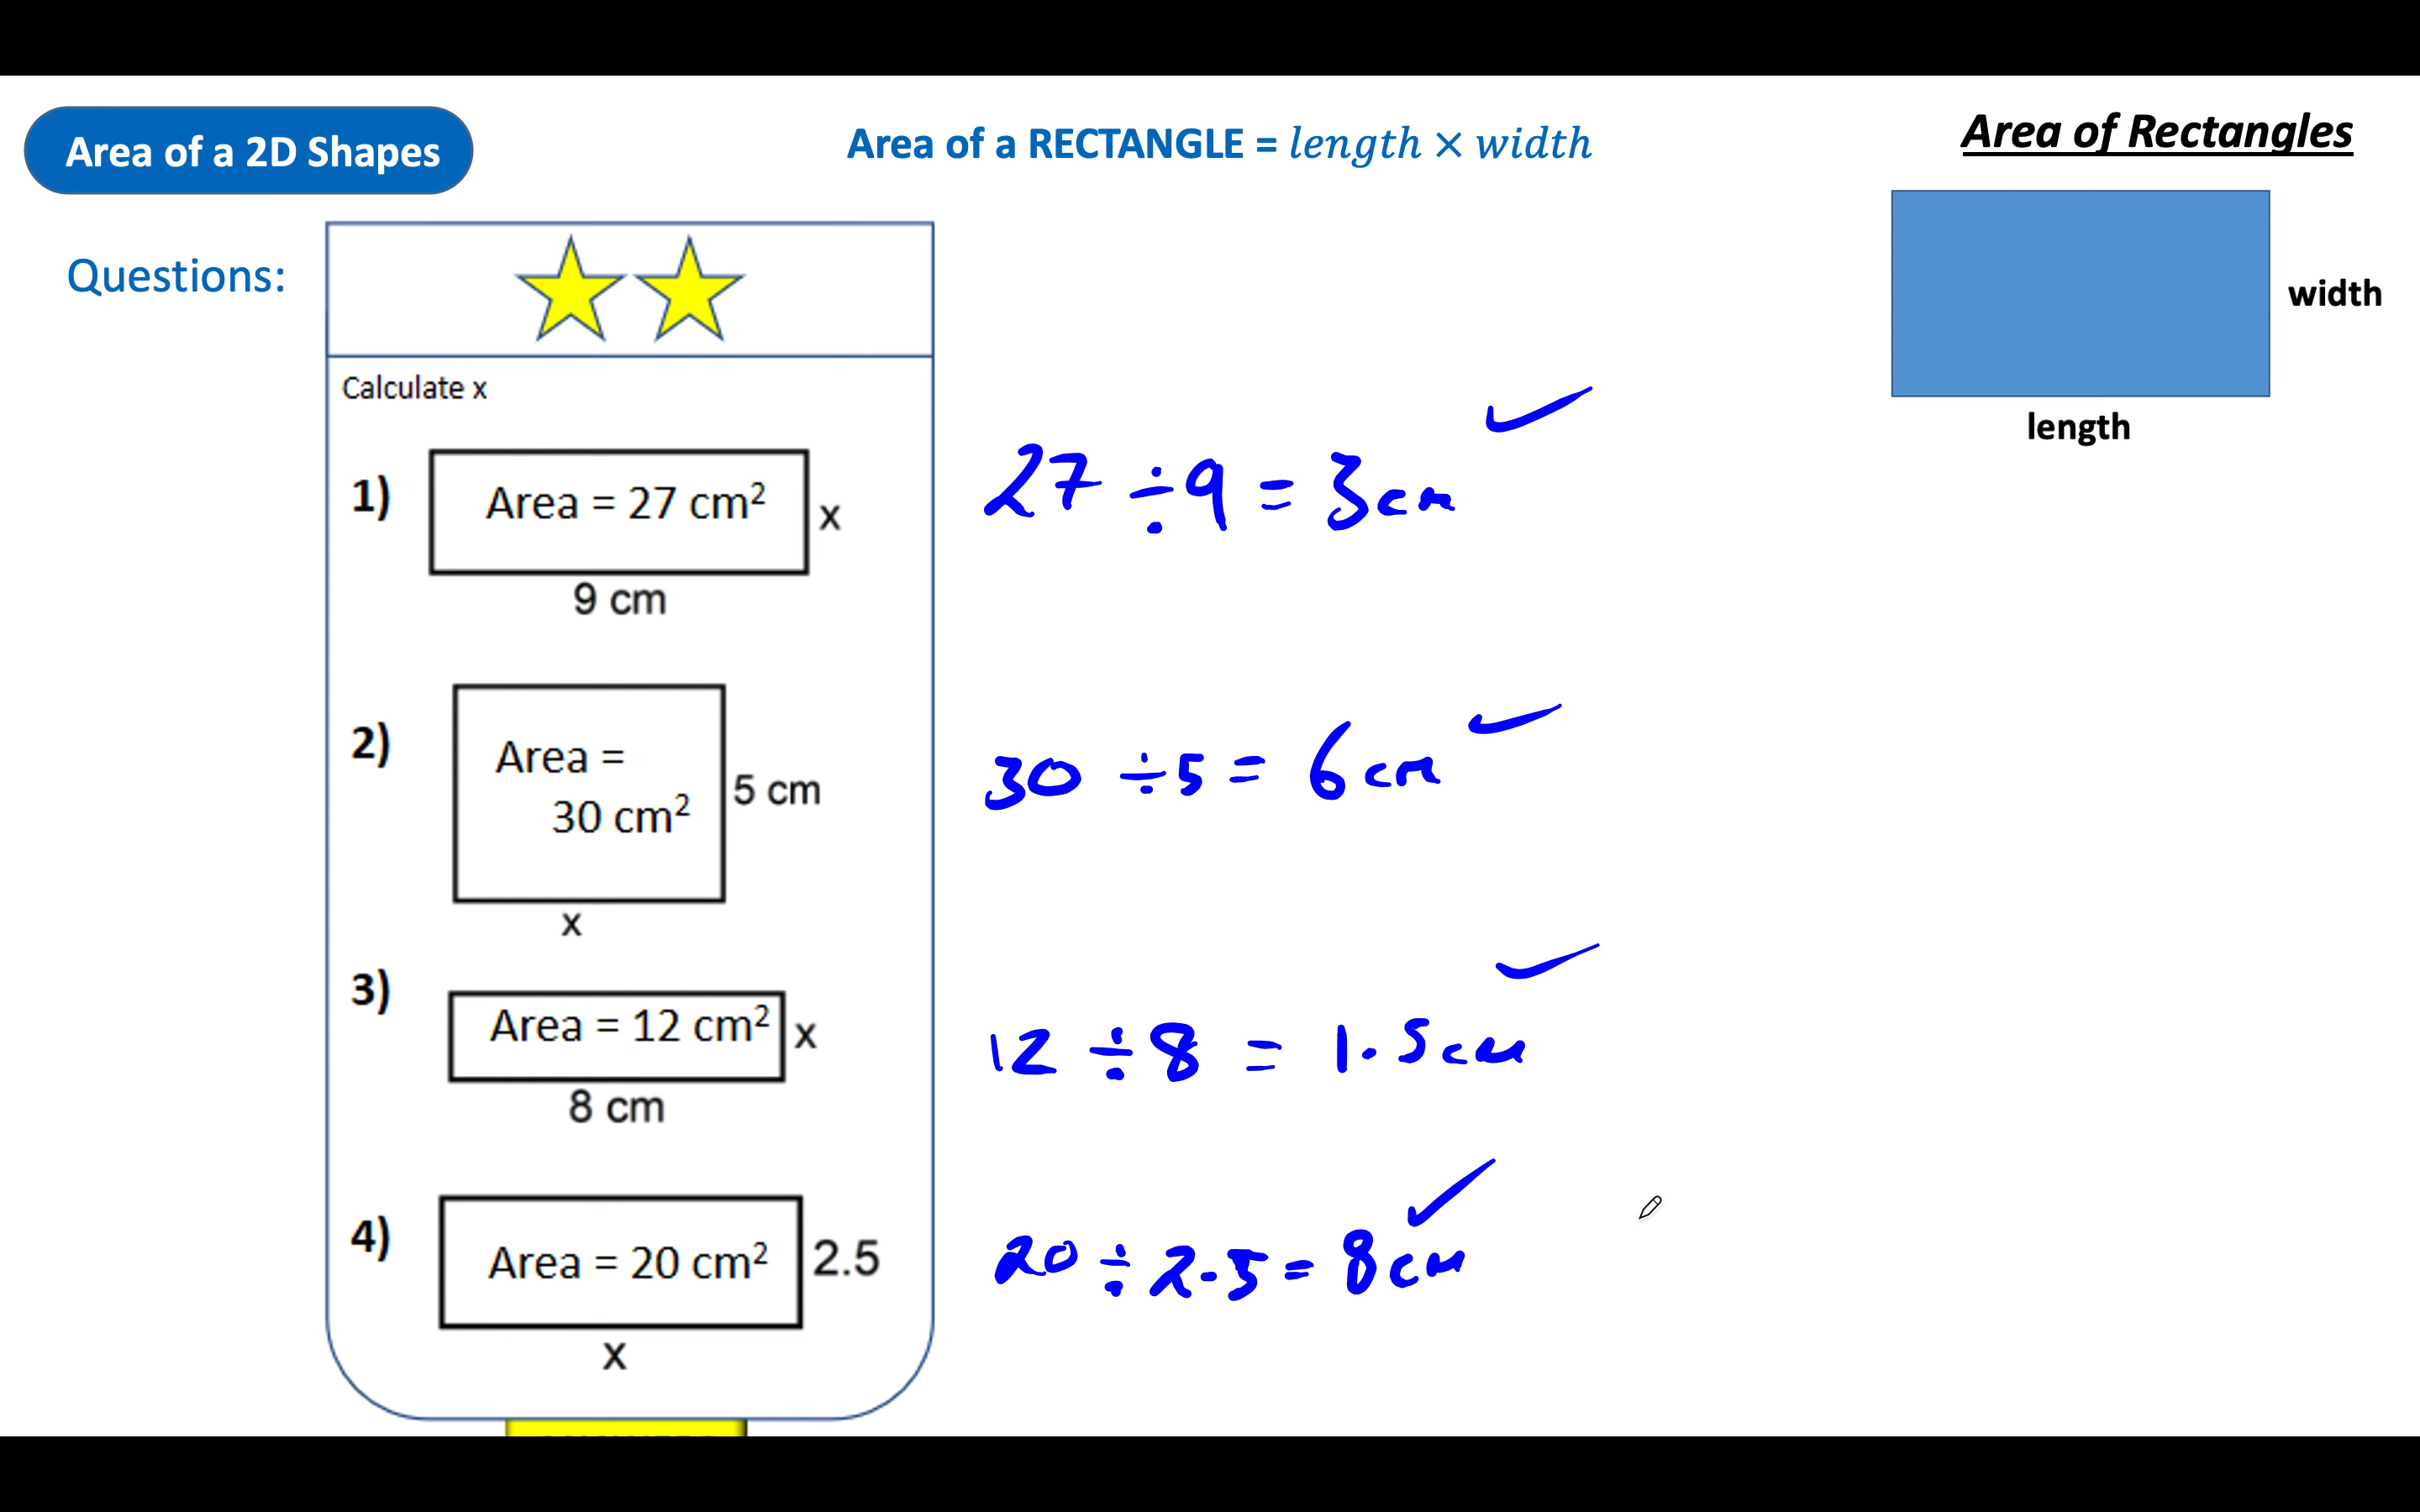 Area of a 2D Shapes
Area of a RECTANGLE = length × width
Area of Rectangles
Questions:
width
length
Calculate x
1)
Area = 27 cm²
x
9 cm
27 ÷ 9 = 3cm
2)
Area =
30 cm²
5 cm
x
30 ÷ 5 = 6cm
3)
Area = 12 cm²
x
8 cm
12 ÷ 8 = 1.5cm
4)
Area = 20 cm²
2.5
x
20 ÷ 2.5 = 8cm